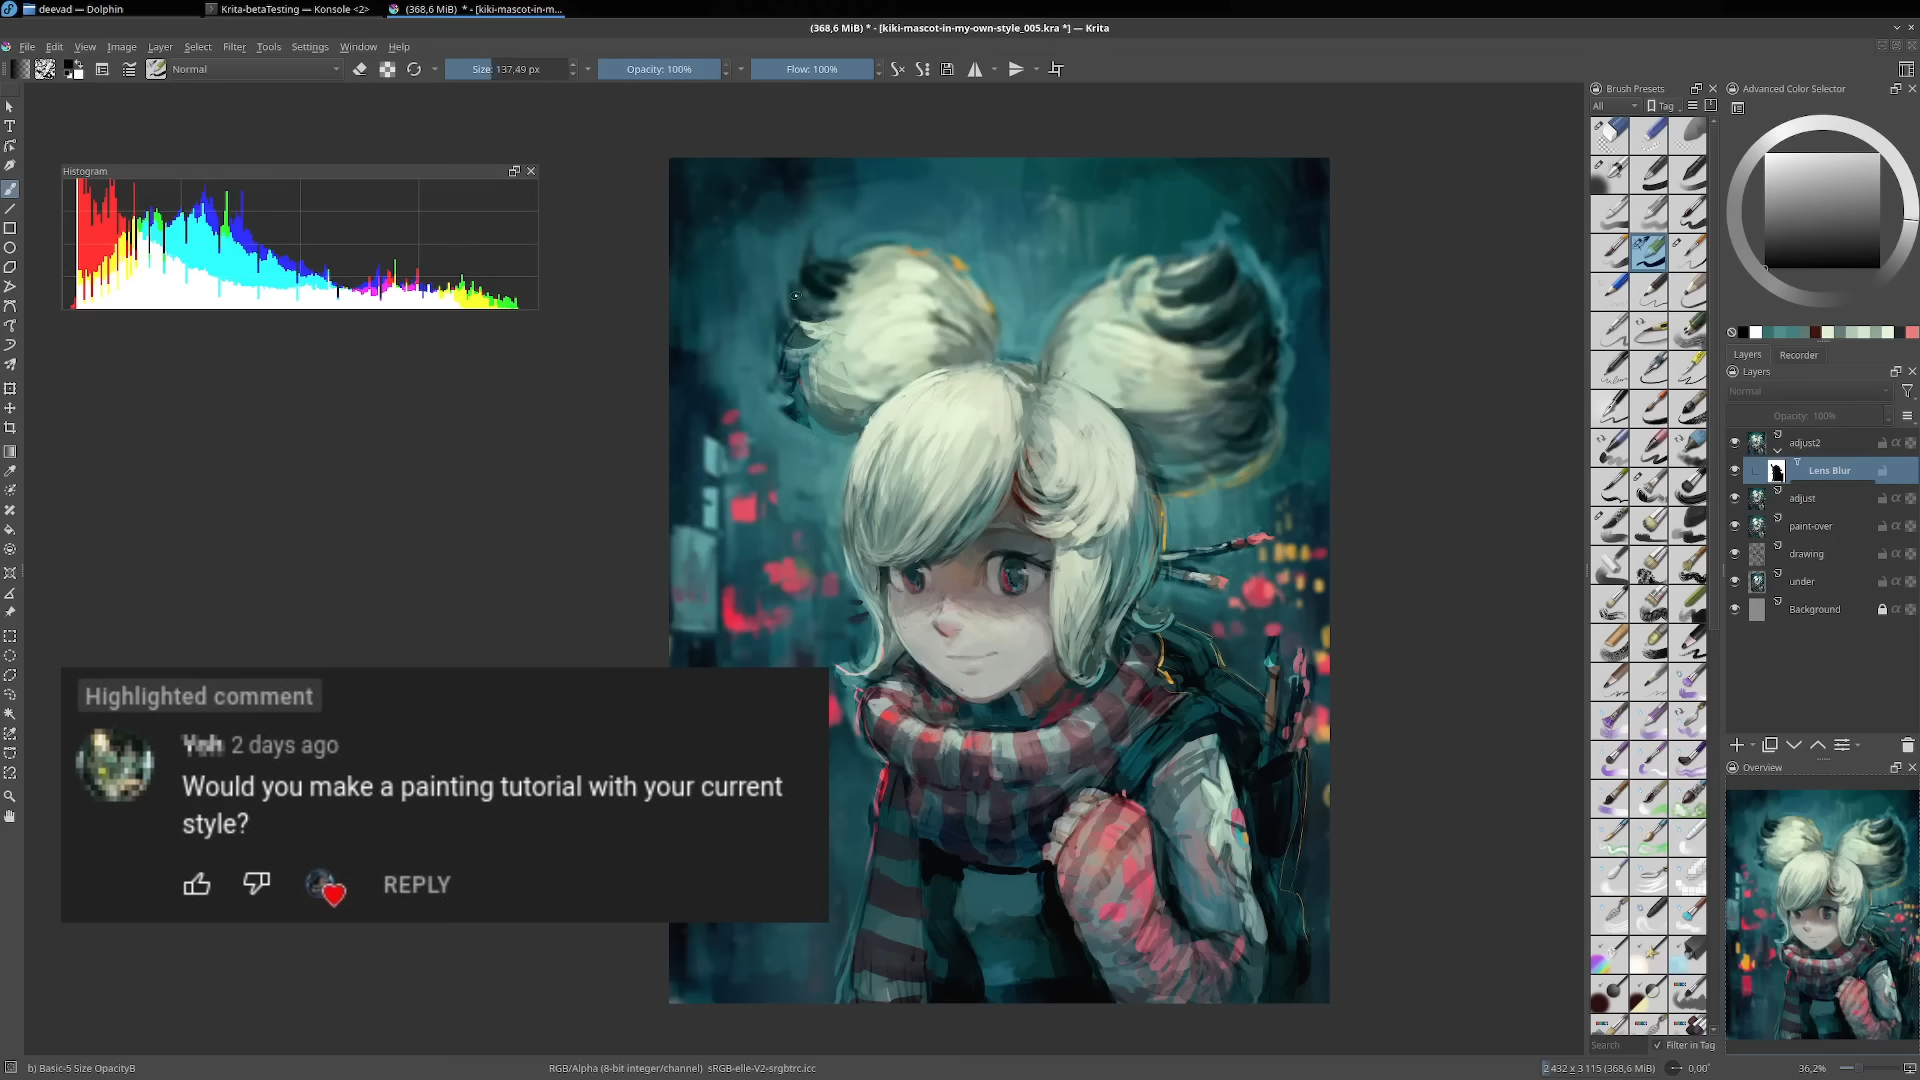 deevad — Dolphin
Krita-betaTesting — Konsole <2>
(368,6 MiB) * - [kiki-mascot-in-m...
(368,6 MiB) * - [kiki-mascot-in-my-own-style_005.kra *] — Krita
File Edit View Image Layer Select Filter Tools Settings Window Help
Normal
Size: 137,49 px
Opacity: 100%
Flow: 100%
Brush Presets
Advanced Color Selector
All
Tag
Histogram
Layers
Recorder
Layers
Normal
Opacity: 100%
adjust2
Lens Blur
adjust
paint-over
drawing
under
Background
Overview
Highlighted comment
2 days ago
Would you make a painting tutorial with your current
style?
REPLY
Search
Filter in Tag
b) Basic-5 Size OpacityB
RGB/Alpha (8-bit integer/channel) sRGB-elle-V2-srgbtrc.icc
2 432 x 3 115 (368,6 MiB)
0,00°
36,2%